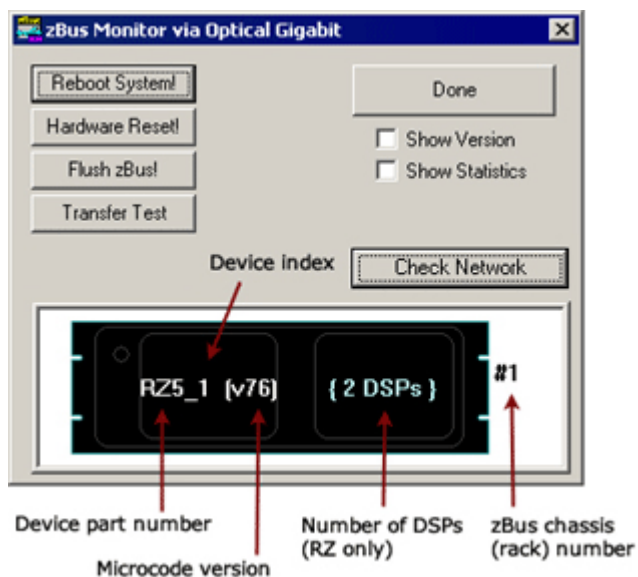 zBus Monitor via Optical Gigabit
Reboot System!
Done
Hardware Reset!
Show Version
Flush zBus!
Show Statistics
Transfer Test
Device index
Check Network
RZ5_1 (v76)
{ 2 DSPs }
#1
Device part number
Microcode version
Number of DSPs
(RZ only)
zBus chassis
(rack) number